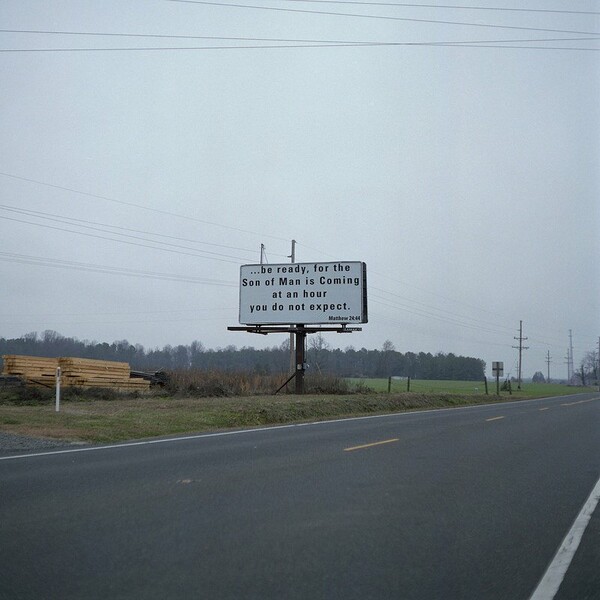 ...be ready, for the
Son of Man is Coming
at an hour
you do not expect.
Matthew 24:44